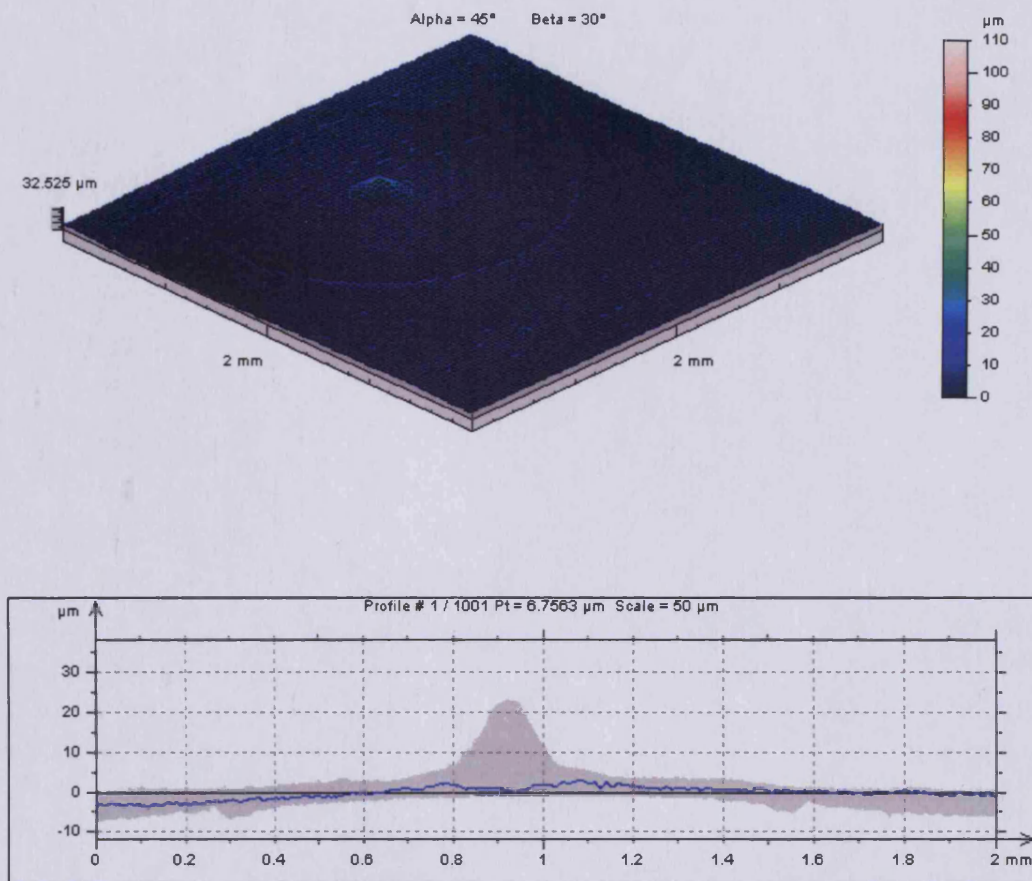 Alpha = 45° Beta = 30°
µm
110
100
90
80
70
60
50
40
30
20
10
0
32.525 µm
2 mm
2 mm
Profile # 1 / 1001 Pt = 6.7563 µm Scale = 50 µm
µm
30
20
10
0
-10
0 0.2 0.4 0.6 0.8 1 1.2 1.4 1.6 1.8 2 mm